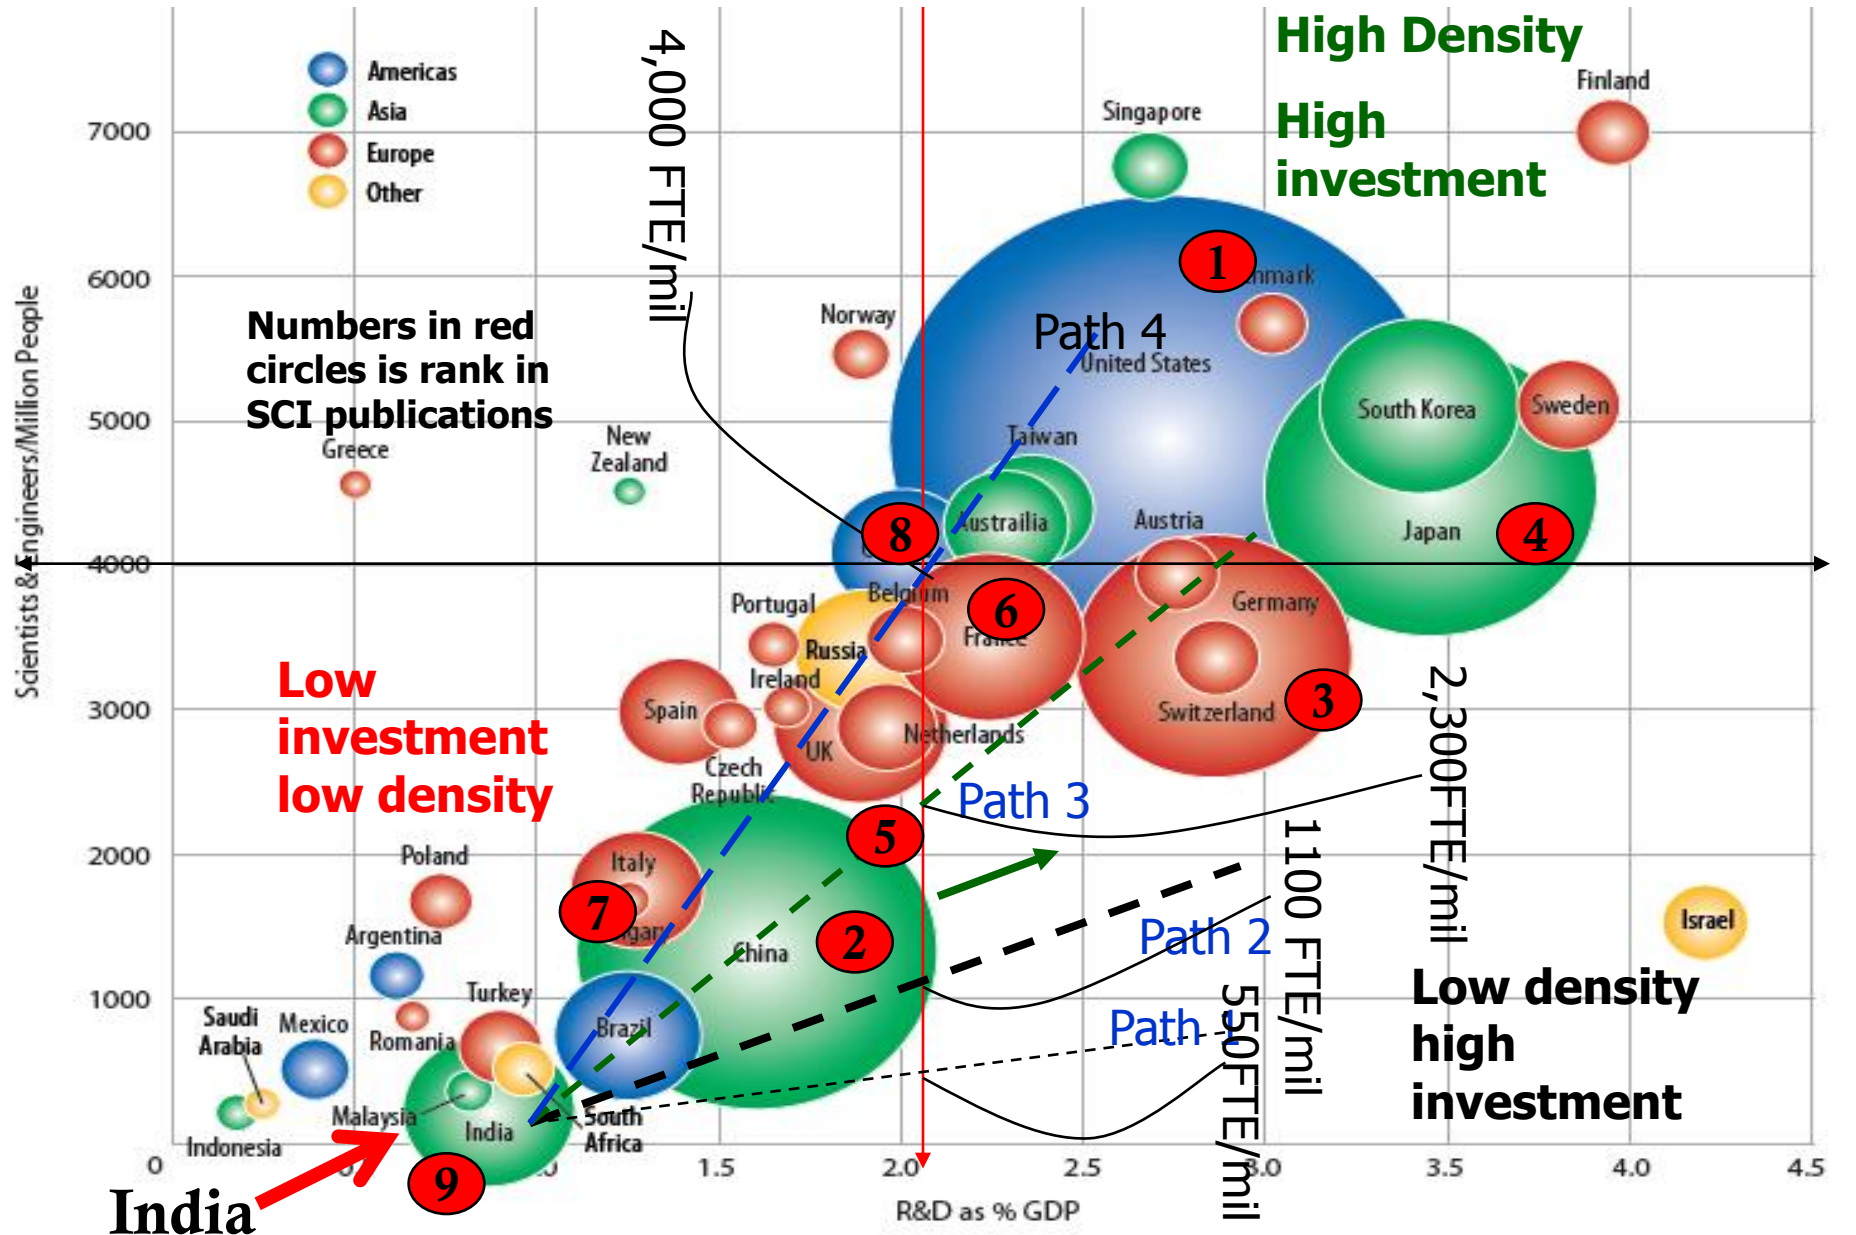 High Density
High
investment
Americas
Asia
Europe
Other
4,000 FTE/mil
Finland
Singapore
7000
6000
5000
4000
3000
2000
1000
0
Scientists & Engineers/Million People
Numbers in red
circles is rank in
SCI publications
Norway
1
Path 4
United States
Greece
New
Zealand
Taiwan
South Korea
Sweden
8
Austrailia
Austria
Japan
4
Belgium
Portugal
6
France
Germany
Russia
Low
investment
low density
Ireland
Spain
3
Switzerland
UK
Netherlands
Czech
Republic
Path 3
2,300FTE/mil
Poland
Italy
5
7
2
China
1100 FTE/mil
Path 2
Israel
Argentina
Turkey
Saudi
Arabia
Mexico
Romania
Brazil
Path 1
550FTE/mil
Low density
high
investment
Malaysia
India
South
Africa
Indonesia
9
India
1.5
2.0
2.5
3.0
3.5
4.0
4.5
R&D as % GDP